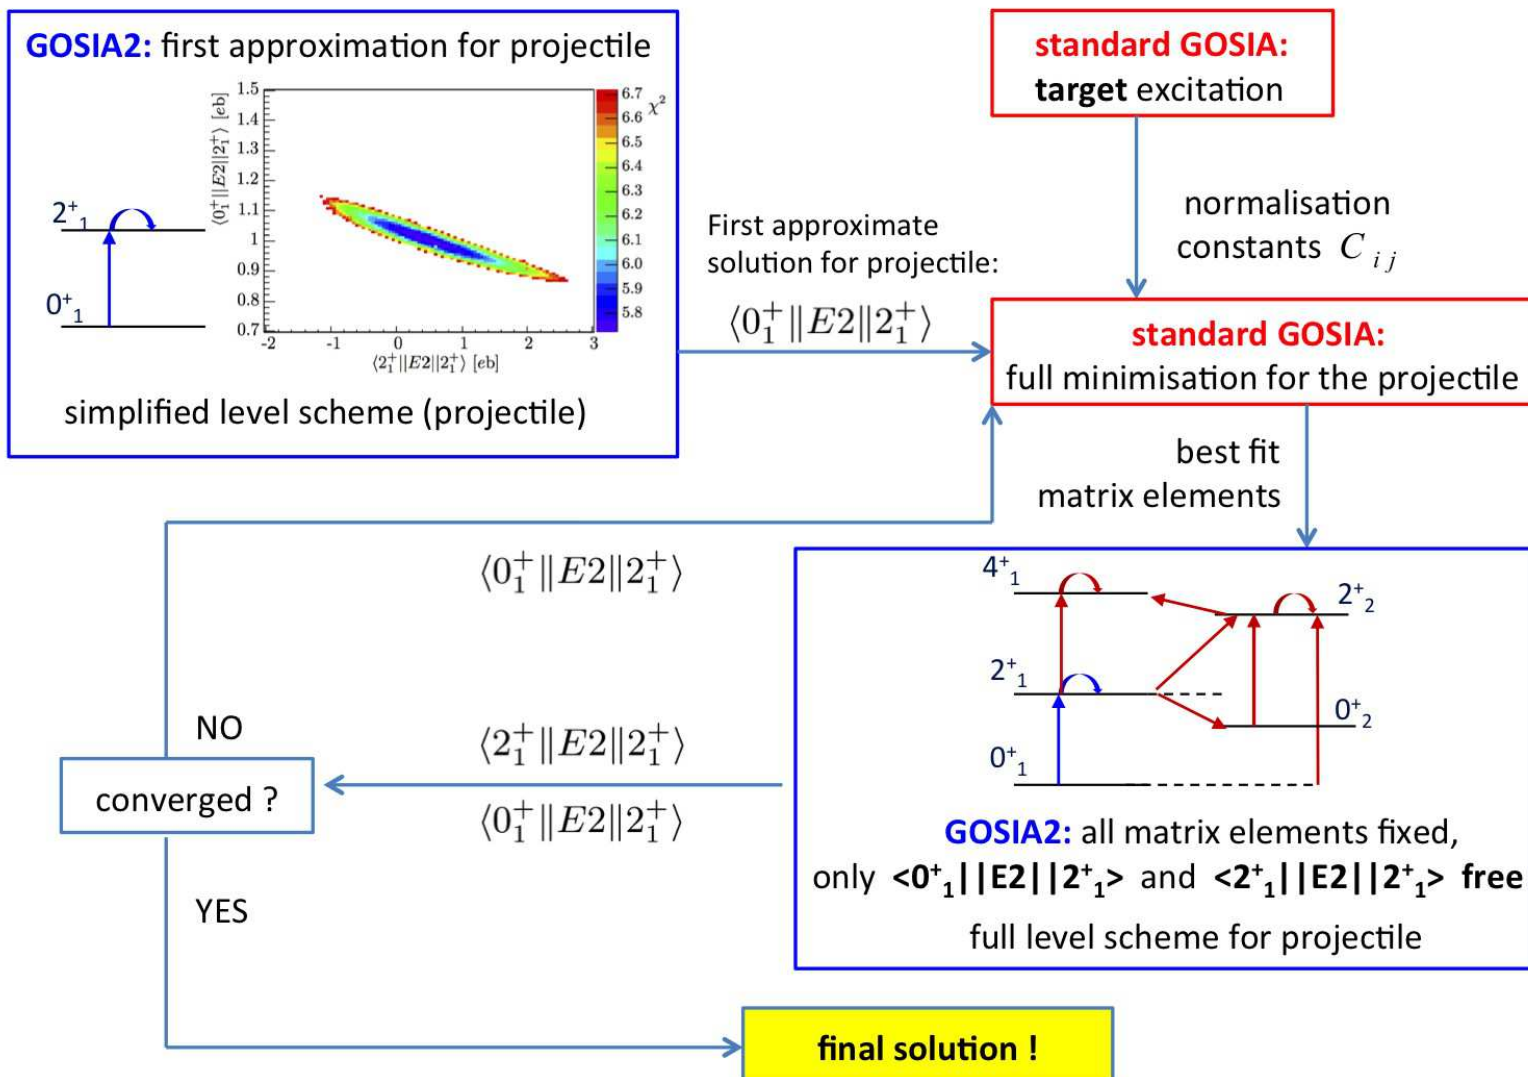 GOSIA2: first approximation for projectile
1.5
1.4
1.3
1.2
1.1
1
0.9
0.8
0.7
⟨0₁⁺||E2||2₁⁺⟩ [eb]
-2 -1 0 1 2 3
⟨2₁⁺||E2||2₁⁺⟩ [eb]
6.7
6.6
6.5
6.4
6.3
6.2
6.1
6.0
5.9
5.8
χ²
2⁺₁
0⁺₁
simplified level scheme (projectile)
First approximate
solution for projectile:
⟨0₁⁺||E2||2₁⁺⟩
standard GOSIA:
target excitation
normalisation
constants C i j
standard GOSIA:
full minimisation for the projectile
best fit
matrix elements
4⁺₁
2⁺₂
2⁺₁
0⁺₂
0⁺₁
GOSIA2: all matrix elements fixed,
only <0⁺₁||E2||2⁺₁> and <2⁺₁||E2||2⁺₁> free
full level scheme for projectile
⟨2₁⁺||E2||2₁⁺⟩
⟨0₁⁺||E2||2₁⁺⟩
converged ?
NO
⟨0₁⁺||E2||2₁⁺⟩
YES
final solution !